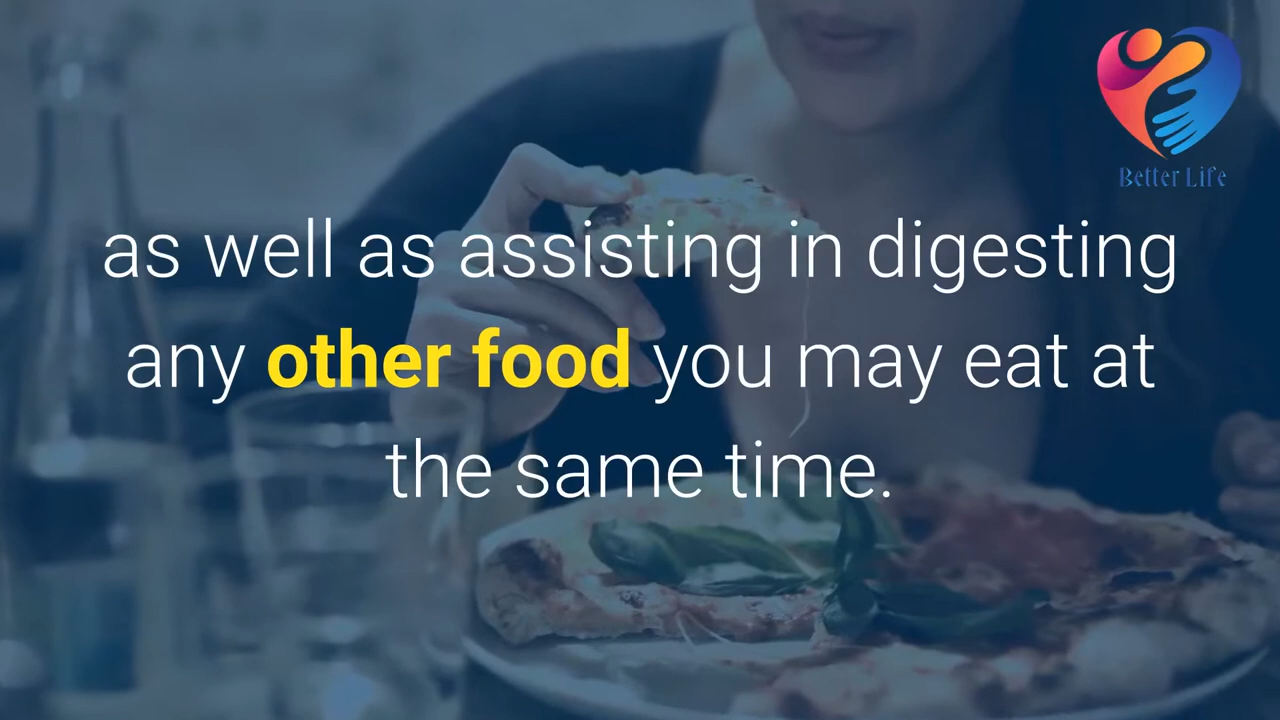 Better Life
as well as assisting in digesting
any other food you may eat at
the same time.